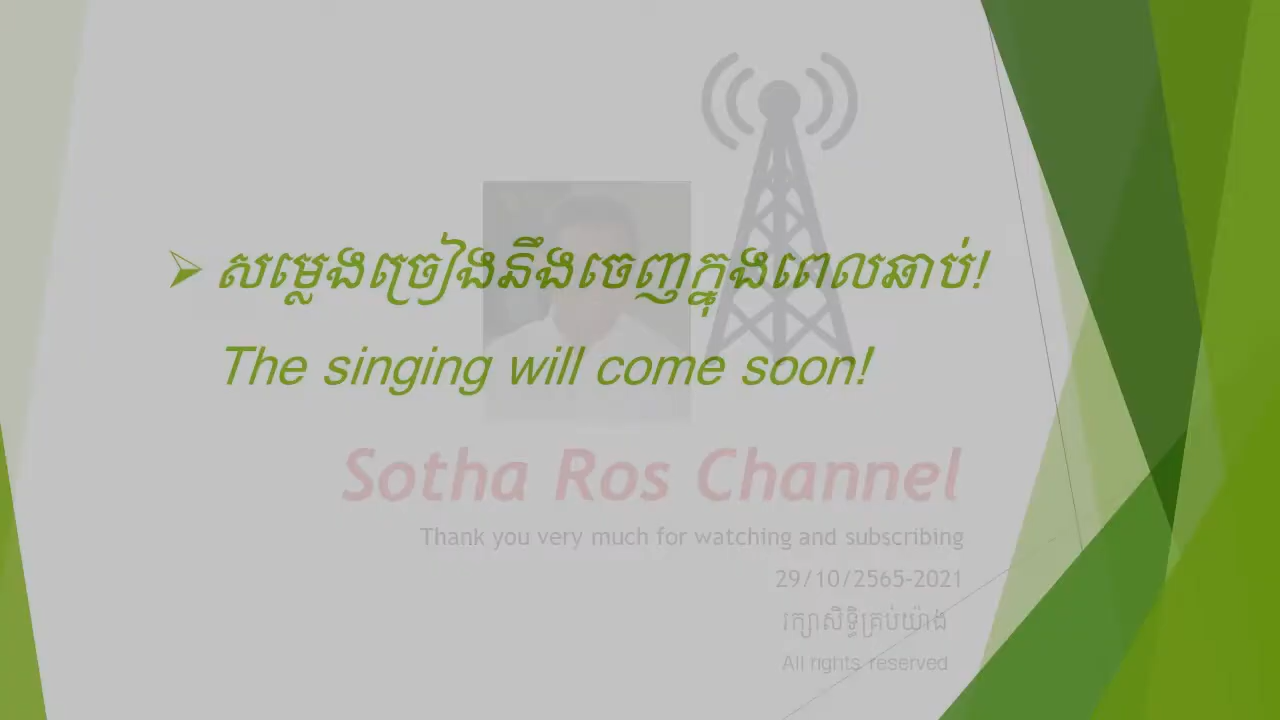 សម្លេងច្រៀងនឹងចេញក្នុងពេលឆាប់!
The singing will come soon!
Sotha Ros Channel
Thank you very much for watching and subscribing
29/10/2565-2021
រក្សាសិទ្ធិគ្រប់យ៉ាង
All rights reserved